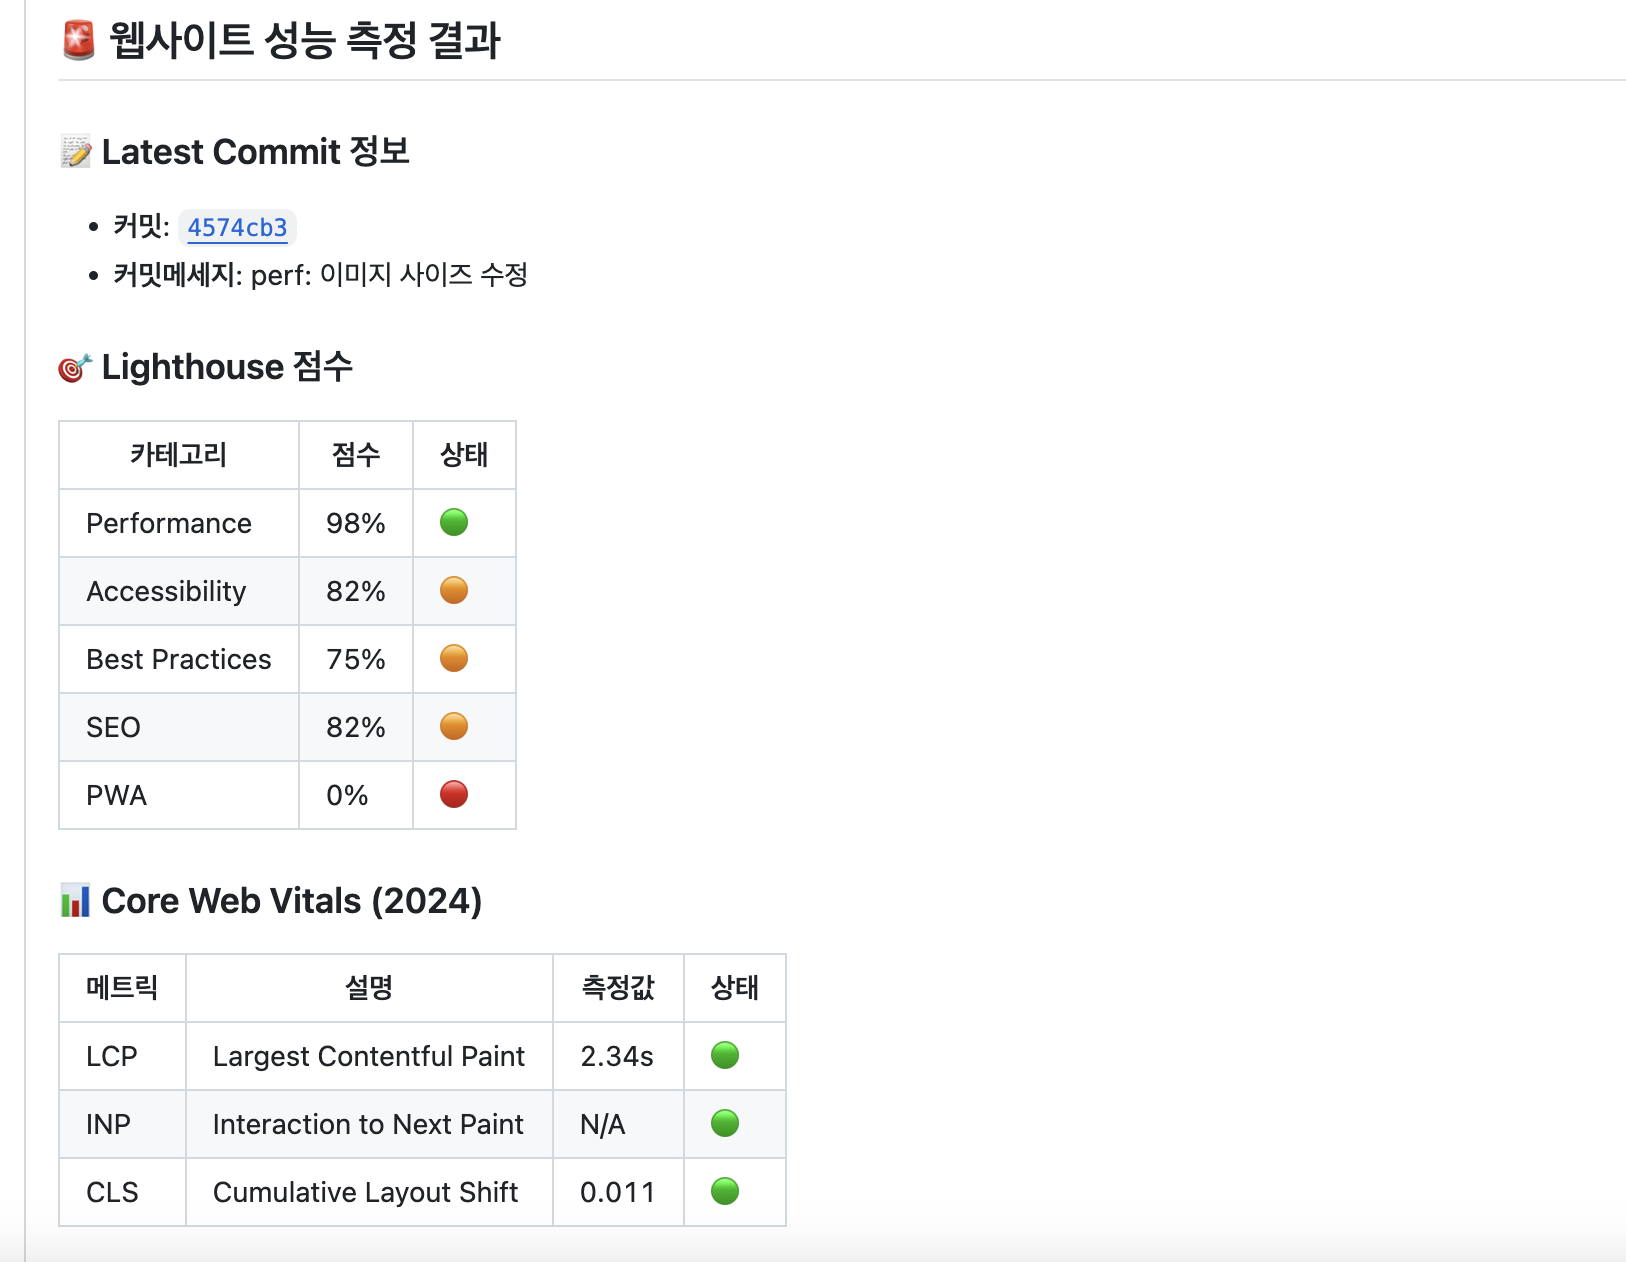 🚨 웹사이트 성능 측정 결과
📝 Latest Commit 정보
• 커밋: 4574cb3
• 커밋메세지: perf: 이미지 사이즈 수정
🎯 Lighthouse 점수
카테고리 점수 상태
Performance 98% 🟢
Accessibility 82% 🟠
Best Practices 75% 🟠
SEO 82% 🟠
PWA 0% 🔴
📊 Core Web Vitals (2024)
메트릭 설명 측정값 상태
LCP Largest Contentful Paint 2.34s 🟢
INP Interaction to Next Paint N/A 🟢
CLS Cumulative Layout Shift 0.011 🟢